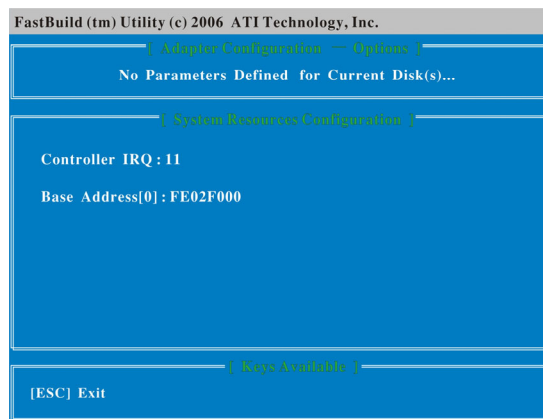 FastBuild (tm) Utility (c) 2006 ATI Technology, Inc.
[ Adapter Configuration — Options ]
No Parameters Defined for Current Disk(s)...
[ System Resources Configuration ]
Controller IRQ : 11
Base Address[0] : FE02F000
[ Keys Available ]
[ESC] Exit